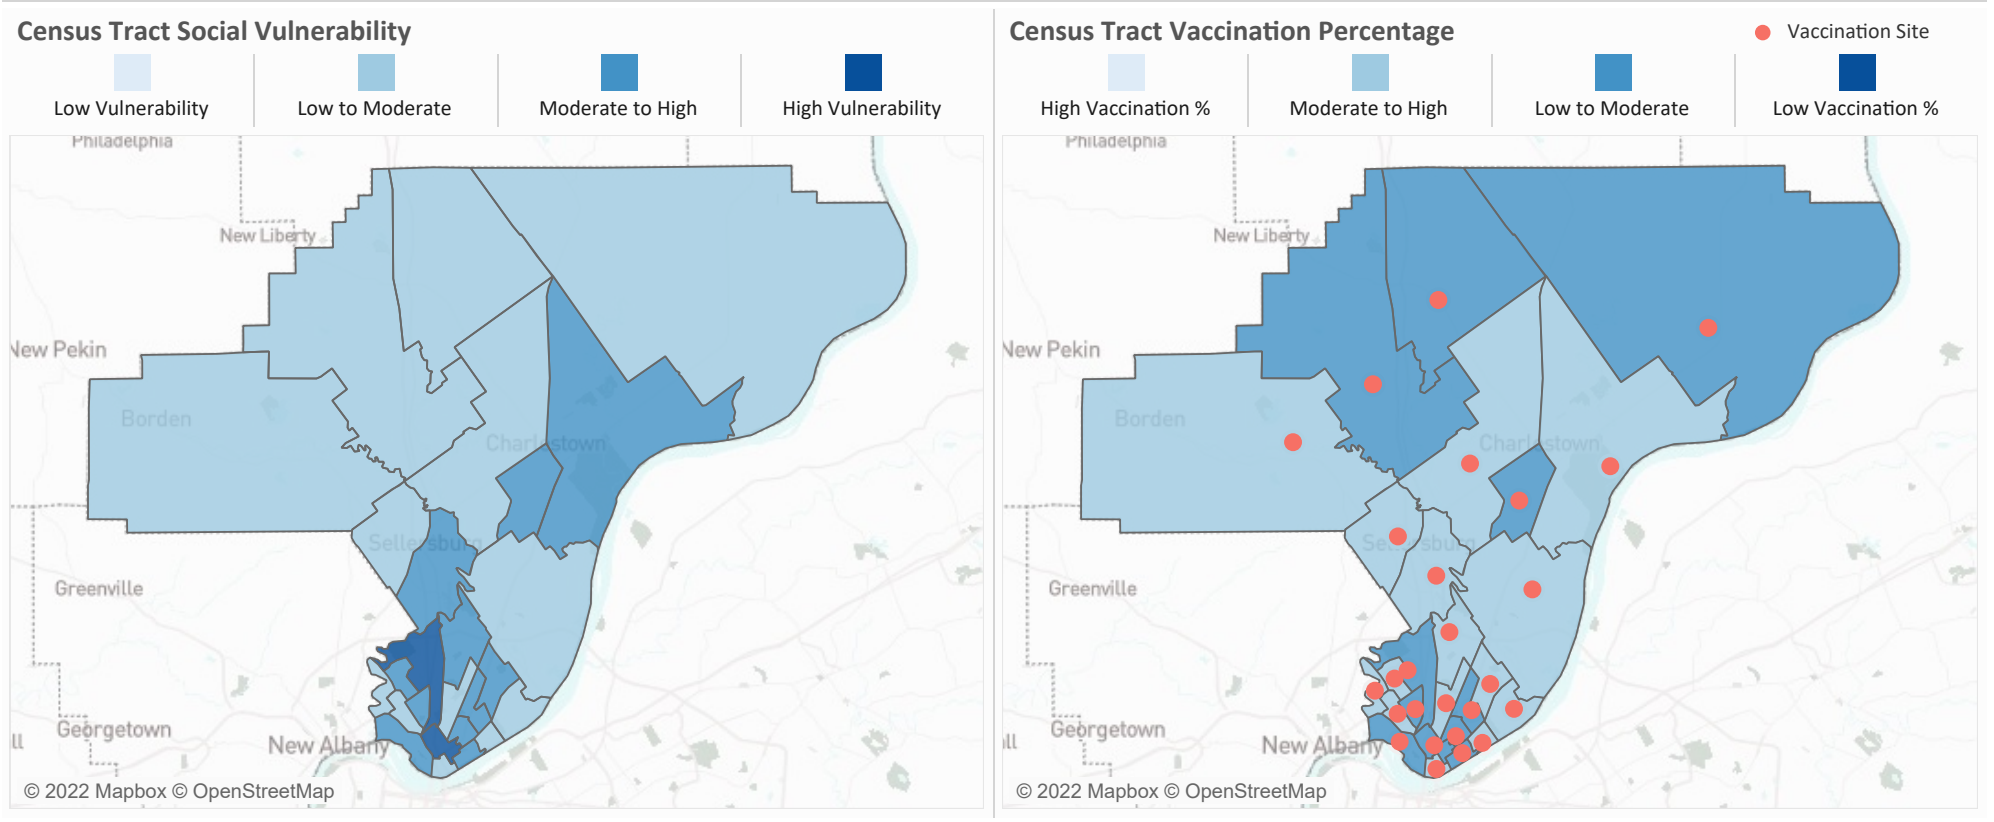 Census Tract Social Vulnerability
Low Vulnerability
Low to Moderate
Moderate to High
High Vulnerability
Philadelphia
New Liberty
New Pekin
Borden
Charlestown
Sellersburg
Greenville
Georgetown
ll
New Albany
© 2022 Mapbox © OpenStreetMap
Census Tract Vaccination Percentage
Vaccination Site
High Vaccination %
Moderate to High
Low to Moderate
Low Vaccination %
Philadelphia
New Liberty
New Pekin
Borden
Charlestown
Sellersburg
Greenville
Georgetown
ll
New Albany
© 2022 Mapbox © OpenStreetMap